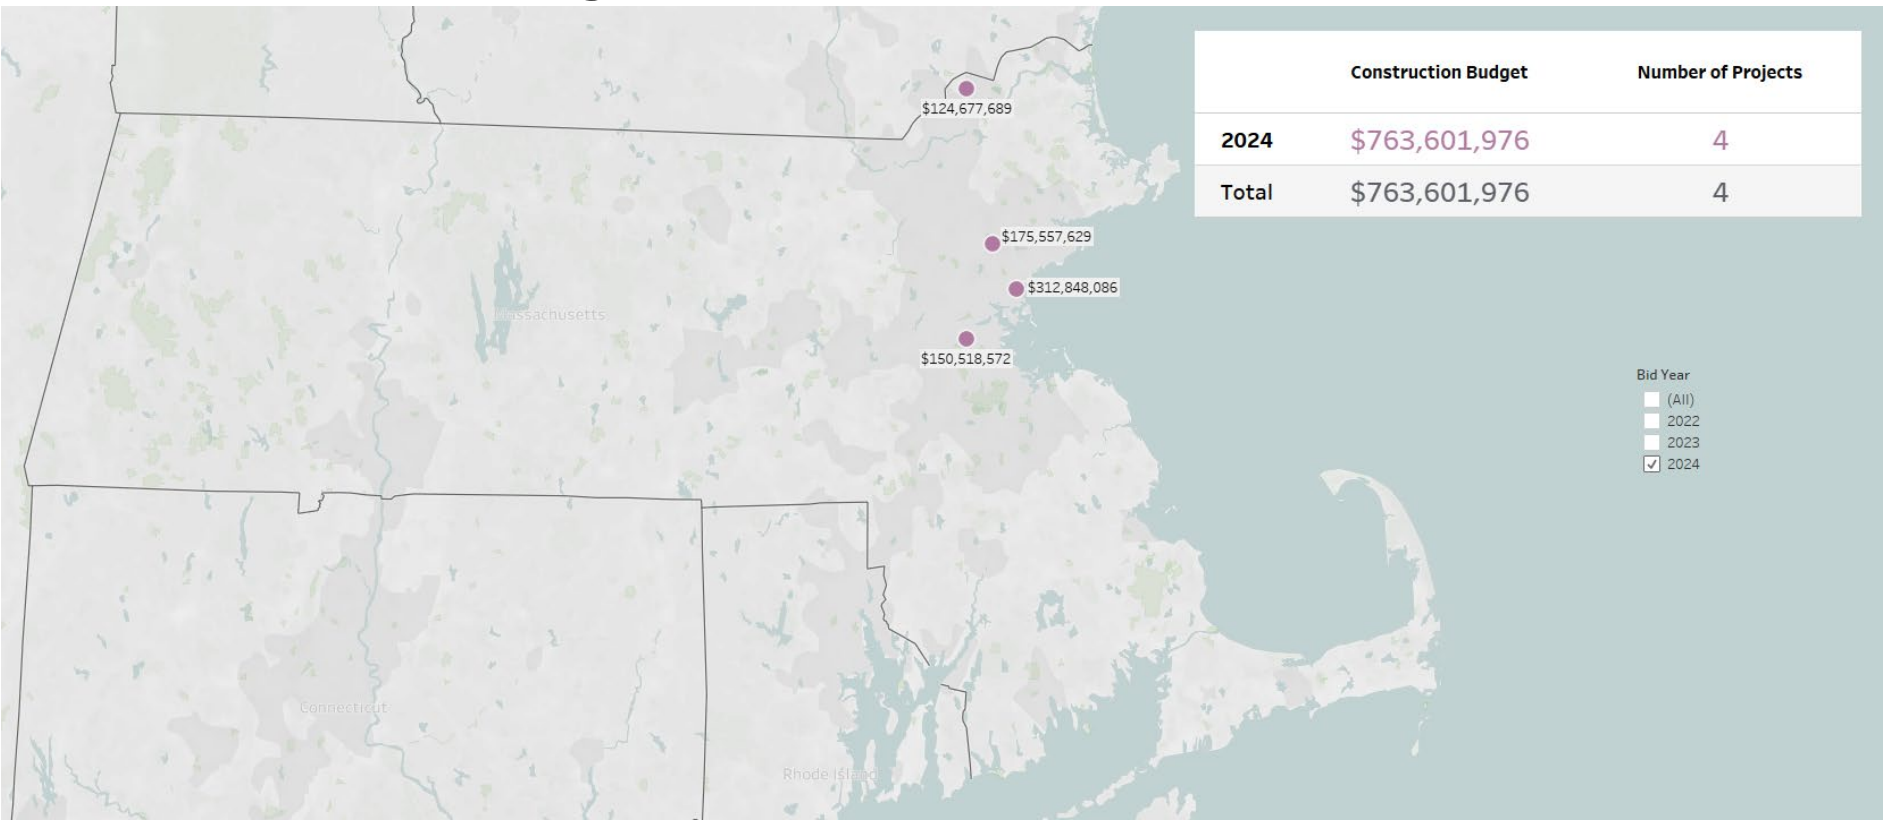 Construction Budget Number of Projects
2024 $763,601,976 4
Total $763,601,976 4
$124,677,689
$175,557,629
$312,848,086
Massachusetts
$150,518,572
Bid Year
(All)
2022
2023
2024
Connecticut
Rhode Island